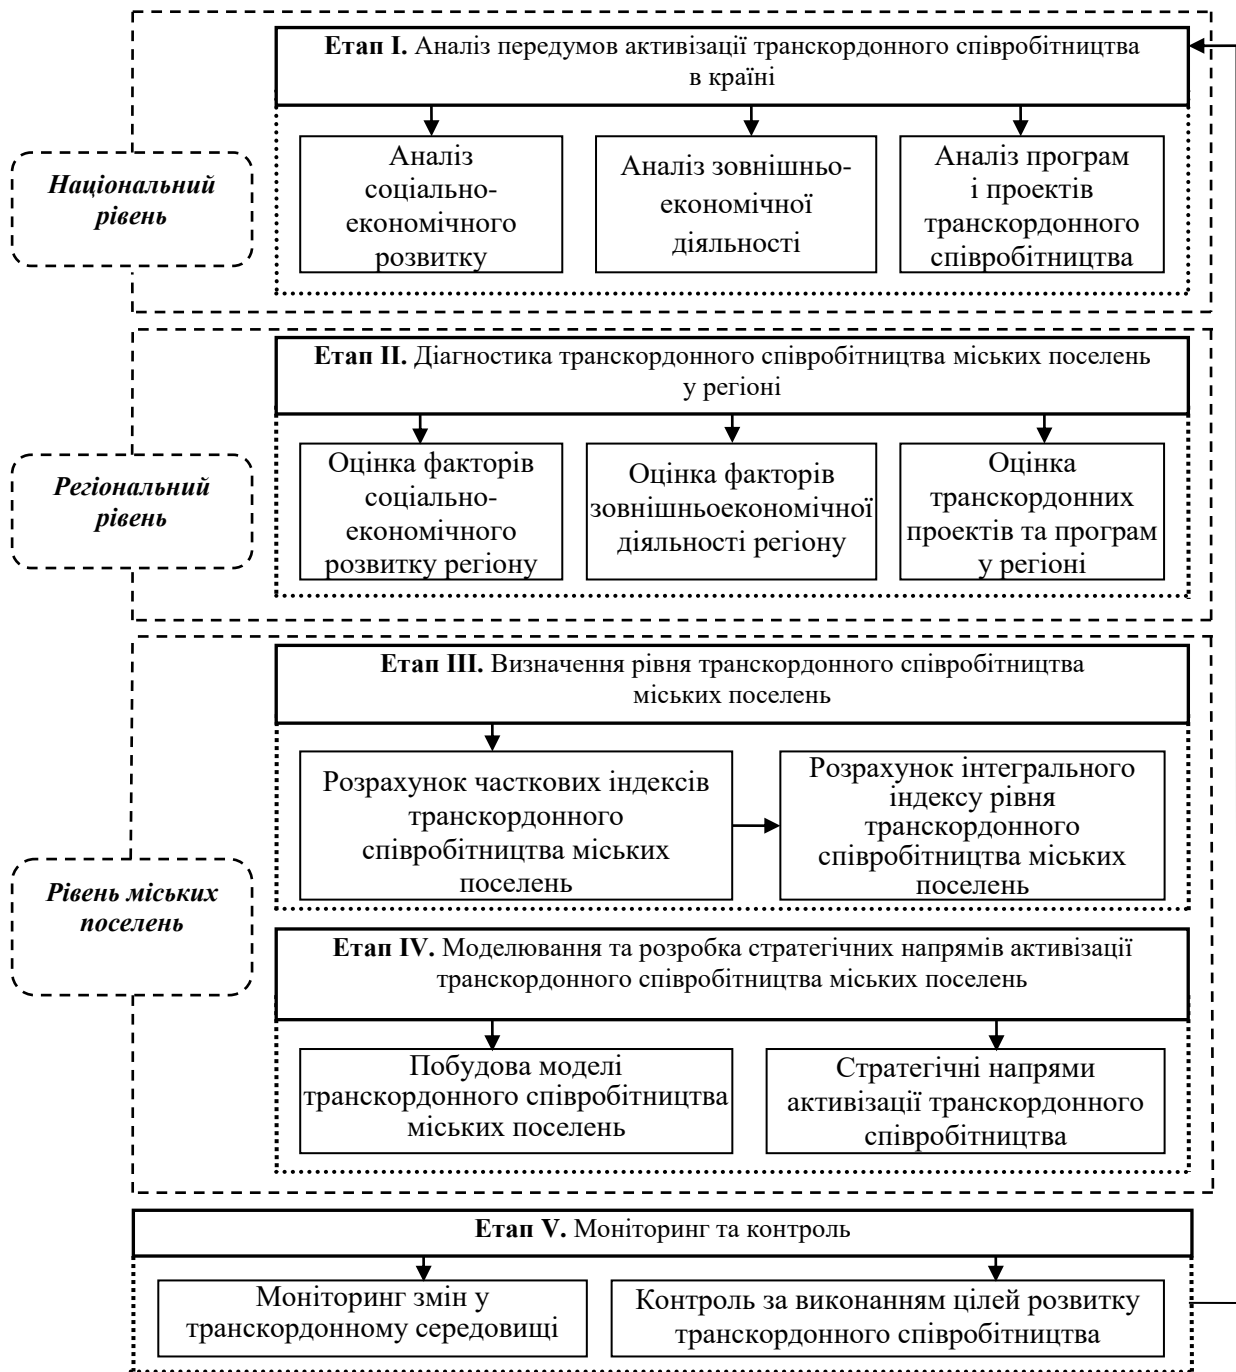 Етап I. Аналіз передумов активізації транскордонного співробітництва
в країні
Національний
рівень
Аналіз
соціально-
економічного
розвитку
Аналіз зовнішньо-
економічної
діяльності
Аналіз програм
і проектів
транскордонного
співробітництва
Етап II. Діагностика транскордонного співробітництва міських поселень
у регіоні
Регіональний
рівень
Оцінка факторів
соціально-
економічного
розвитку регіону
Оцінка факторів
зовнішньоекономічної
діяльності регіону
Оцінка
транскордонних
проектів та програм
у регіоні
Етап III. Визначення рівня транскордонного співробітництва
міських поселень
Розрахунок часткових індексів
транскордонного
співробітництва міських
поселень
Розрахунок інтегрального
індексу рівня
транскордонного
співробітництва міських
поселень
Рівень міських
поселень
Етап IV. Моделювання та розробка стратегічних напрямів активізації
транскордонного співробітництва міських поселень
Побудова моделі
транскордонного співробітництва
міських поселень
Стратегічні напрями
активізації транскордонного
співробітництва
Етап V. Моніторинг та контроль
Моніторинг змін у
транскордонному середовищі
Контроль за виконанням цілей розвитку
транскордонного співробітництва